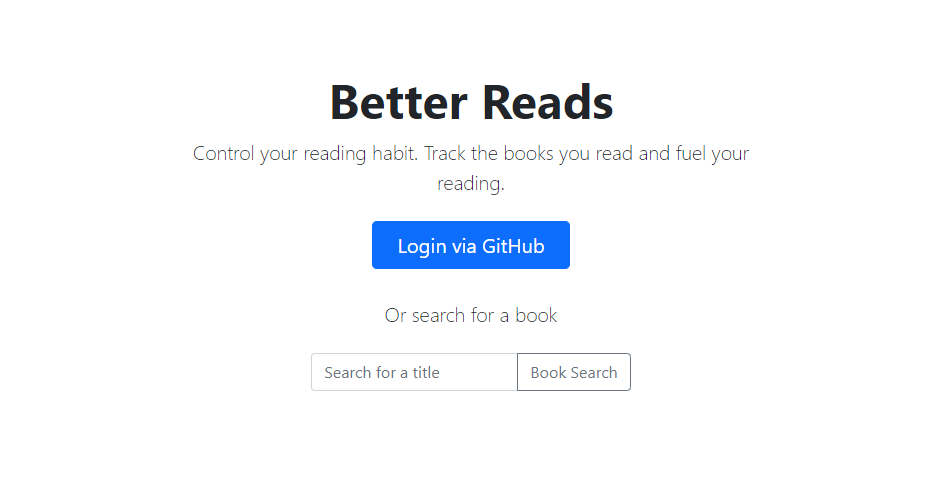 Better Reads
Control your reading habit. Track the books you read and fuel your
reading.
Login via GitHub
Or search for a book
Search for a title
Book Search